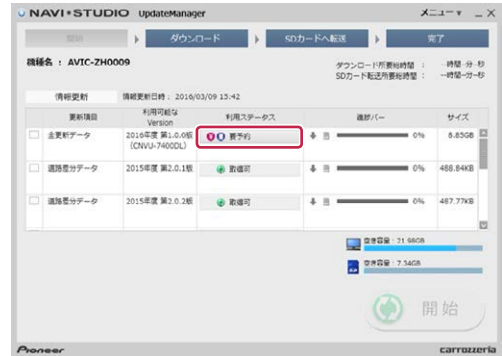 NAVI*STUDIO UpdateManager メニュー
開始 ダウンロード SDカードへ転送 完了
機種名 : AVIC-ZH0009
ダウンロード所要総時間 : --時間--分--秒
SDカード転送所要総時間 : --時間--分--秒
情報更新 情報更新日時 : 2016/03/09 15:42
更新項目 利用可能な Version 利用ステータス 進捗バー サイズ
主更新データ 2016年度 第1.0.0版 (CNVU-7400DL) 要予約 0% 8.85GB
道路差分データ 2015年度 第2.0.1版 取得可 0% 468.84KB
道路差分データ 2015年度 第2.0.2版 取得可 0% 467.77KB
空き容量 : 21.98GB
空き容量 : 7.34GB
開始
Pioneer carrozzeria